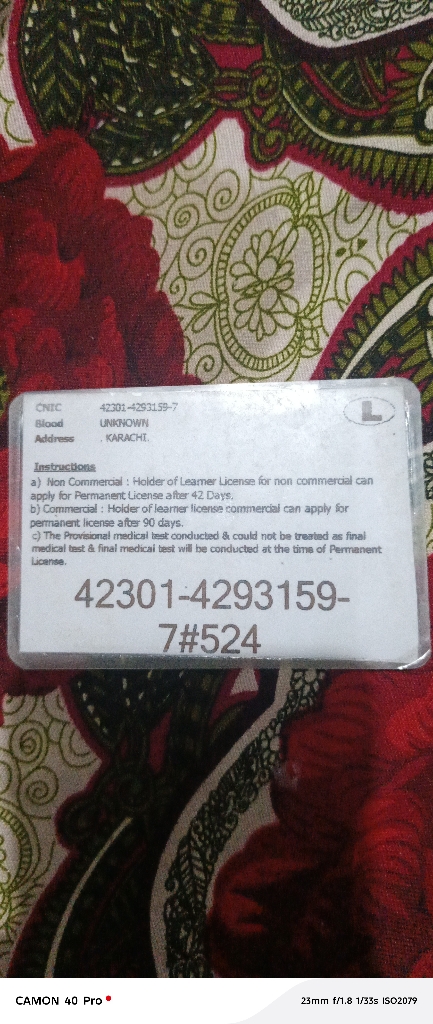 CNIC 42301-4293159-7
L
Blood UNKNOWN
Address . KARACHI.
Instructions
a) Non Commercial : Holder of Learner License for non commercial can
apply for Permanent License after 42 Days.
b) Commercial : Holder of learner license commercial can apply for
permanent license after 90 days.
c) The Provisional medical test conducted & could not be treated as final
medical test & final medical test will be conducted at the time of Permanent
License.
42301-4293159-
7#524
CAMON 40 Pro
23mm f/1.8 1/33s ISO2079